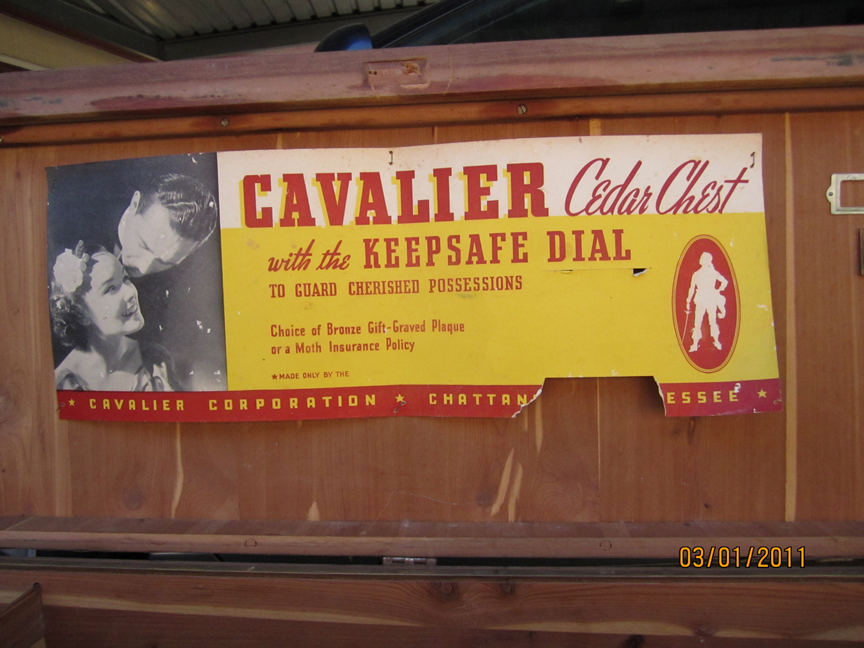 CAVALIER Cedar Chest
with the KEEPSAFE DIAL
TO GUARD CHERISHED POSSESSIONS
Choice of Bronze Gift-Graved Plaque
or a Moth Insurance Policy
★MADE ONLY BY THE
★ CAVALIER CORPORATION ★ CHATTAN ESSEE ★
03/01/2011